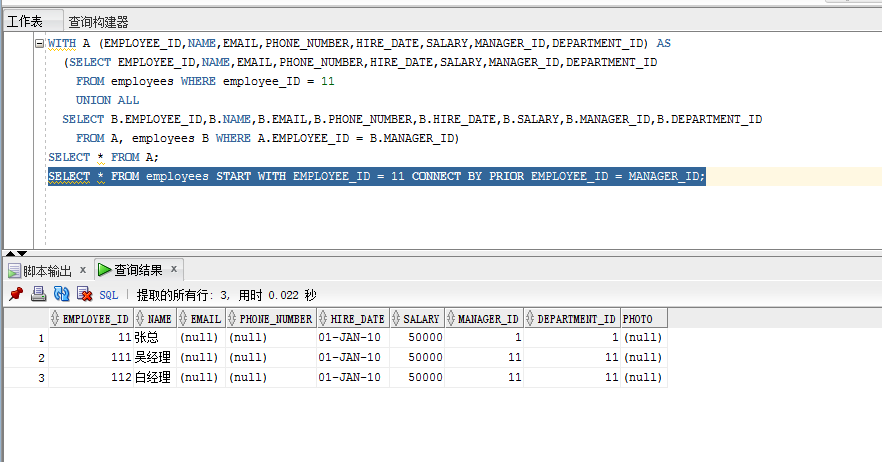 工作表 查询构建器
WITH A (EMPLOYEE_ID,NAME,EMAIL,PHONE_NUMBER,HIRE_DATE,SALARY,MANAGER_ID,DEPARTMENT_ID) AS
(SELECT EMPLOYEE_ID,NAME,EMAIL,PHONE_NUMBER,HIRE_DATE,SALARY,MANAGER_ID,DEPARTMENT_ID
FROM employees WHERE employee_ID = 11
UNION ALL
SELECT B.EMPLOYEE_ID,B.NAME,B.EMAIL,B.PHONE_NUMBER,B.HIRE_DATE,B.SALARY,B.MANAGER_ID,B.DEPARTMENT_ID
FROM A, employees B WHERE A.EMPLOYEE_ID = B.MANAGER_ID)
SELECT * FROM A;
SELECT * FROM employees START WITH EMPLOYEE_ID = 11 CONNECT BY PRIOR EMPLOYEE_ID = MANAGER_ID;
脚本输出 x 查询结果 x
SQL | 提取的所有行: 3, 用时 0.022 秒
EMPLOYEE_ID NAME EMAIL PHONE_NUMBER HIRE_DATE SALARY MANAGER_ID DEPARTMENT_ID PHOTO
1 11 张总 (null) (null) 01-JAN-10 50000 1 1 (null)
2 111 吴经理 (null) (null) 01-JAN-10 50000 11 11 (null)
3 112 白经理 (null) (null) 01-JAN-10 50000 11 11 (null)